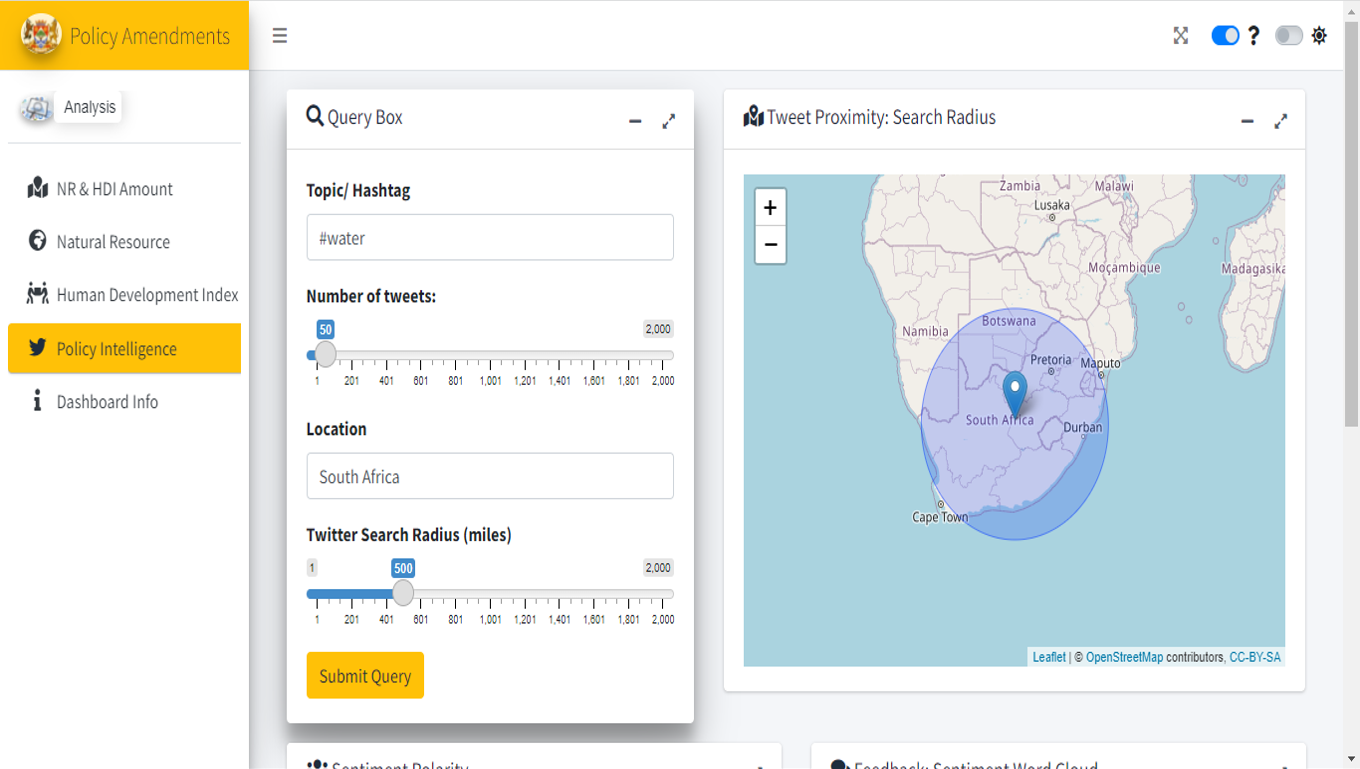 Policy Amendments
?
Analysis
NR & HDI Amount
Natural Resource
Human Development Index
Policy Intelligence
Dashboard Info
Query Box
Topic/ Hashtag
#water
Number of tweets:
50
2,000
1 201 401 601 801 1,001 1,201 1,401 1,601 1,801 2,000
Location
South Africa
Twitter Search Radius (miles)
1
500
2,000
1 201 401 601 801 1,001 1,201 1,401 1,601 1,801 2,000
Submit Query
Tweet Proximity: Search Radius
+
−
Zambia
Malawi
Lusaka
Moçambique
Madagasika
Namibia
Botswana
Pretoria
Maputo
South Africa
Durban
Cape Town
Leaflet | © OpenStreetMap contributors, CC-BY-SA
Sentiment Polarity
Feedback: Sentiment Word Cloud